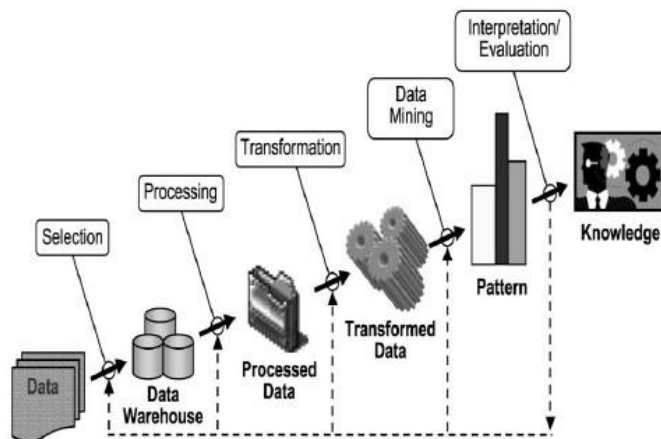 Interpretation/
Evaluation
Data
Mining
Transformation
Processing
Selection
Knowledge
Pattern
Transformed
Data
Processed
Data
Data
Warehouse
Data